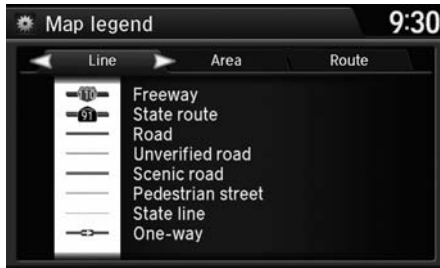 Map legend
9:30
Line
Area
Route
110
Freeway
91
State route
Road
Unverified road
Scenic road
Pedestrian street
State line
One-way